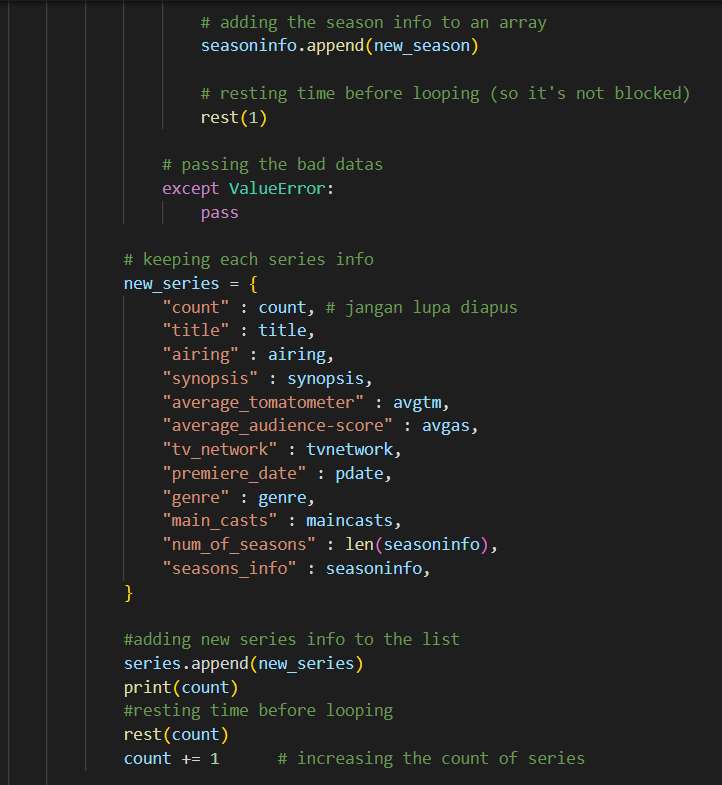 # adding the season info to an array
seasoninfo.append(new_season)
# resting time before looping (so it's not blocked)
rest(1)
# passing the bad datas
except ValueError:
pass
# keeping each series info
new_series = {
"count" : count, # jangan lupa diapus
"title" : title,
"airing" : airing,
"synopsis" : synopsis,
"average_tomatometer" : avgtm,
"average_audience-score" : avgas,
"tv_network" : tvnetwork,
"premiere_date" : pdate,
"genre" : genre,
"main_casts" : maincasts,
"num_of_seasons" : len(seasoninfo),
"seasons_info" : seasoninfo,
}
#adding new series info to the list
series.append(new_series)
print(count)
#resting time before looping
rest(count)
count += 1      # increasing the count of series